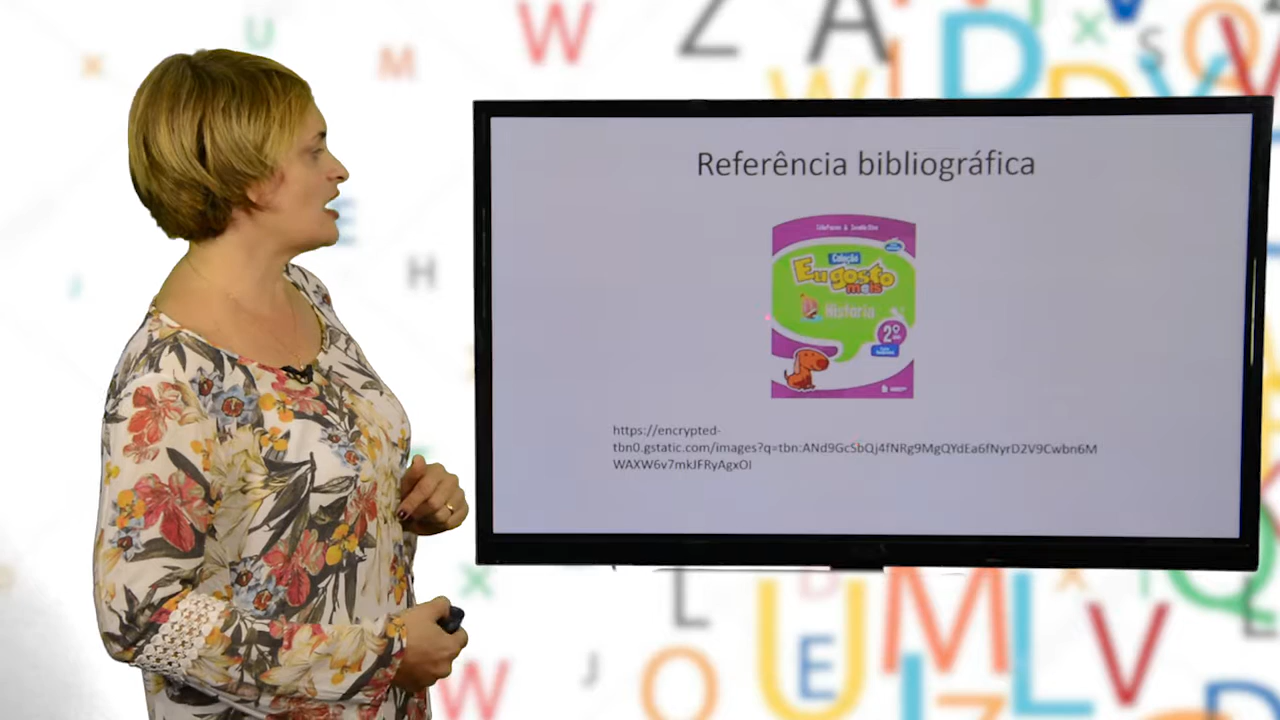 Referência bibliográfica
Coleção
Eu gosto
mais
História
2º
https://encrypted-
tbn0.gstatic.com/images?q=tbn:ANd9GcSbQj4fNRg9MgQYdEa6fNyrD2V9Cwbn6M
WAXW6v7mkJFRyAgxOI